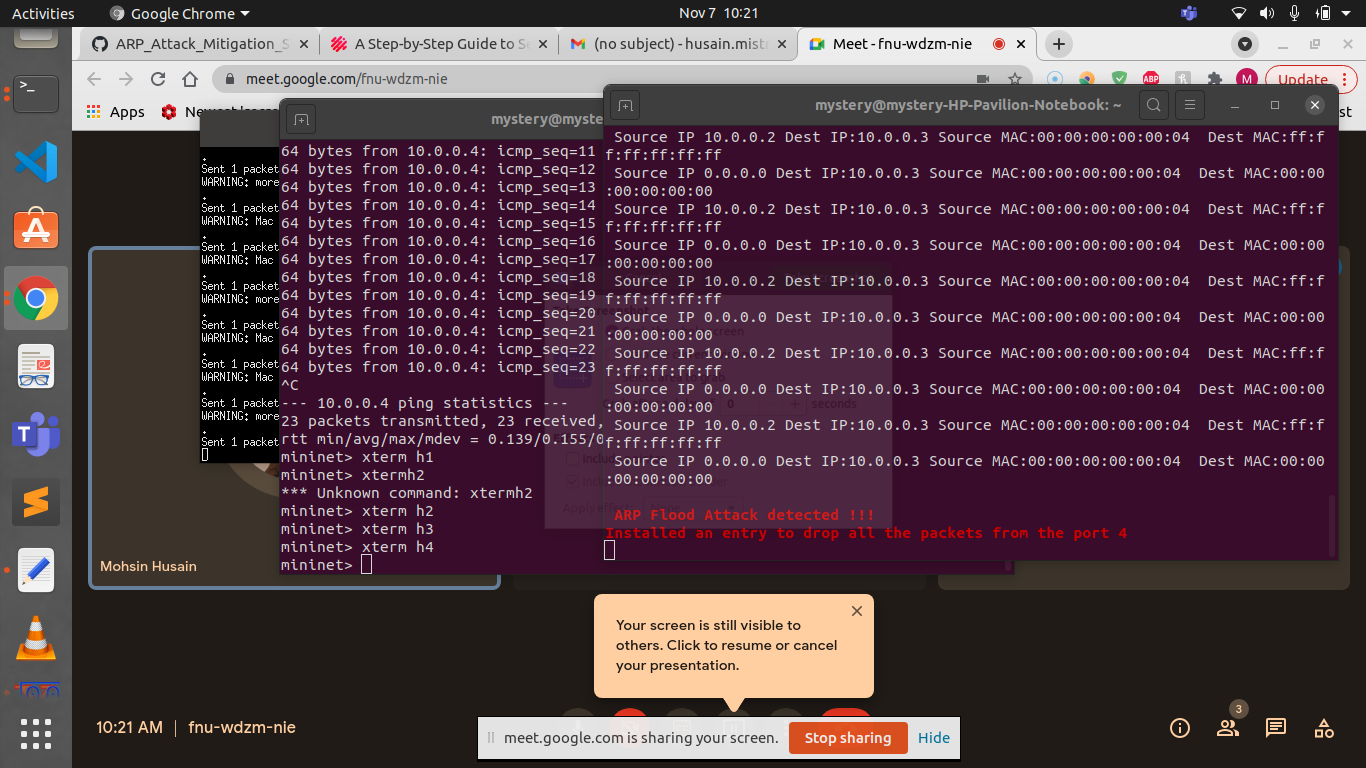 Activities
Google Chrome
Nov 7 10:21
ARP_Attack_Mitigation_S
A Step-by-Step Guide to Se
(no subject) - husain.mistr
Meet - fnu-wdzm-nie
meet.google.com/fnu-wdzm-nie
ABP
M
Update
Apps
st
mystery@myste
mystery@mystery-HP-Pavilion-Notebook: ~
.
Sent 1 packet
WARNING: more
.
Sent 1 packet
WARNING: Mac
.
Sent 1 packet
WARNING: Mac
.
Sent 1 packet
WARNING: more
.
Sent 1 packet
WARNING: Mac
.
Sent 1 packet
WARNING: Mac
.
Sent 1 packet
WARNING: more
.
Sent 1 packet
64 bytes from 10.0.0.4: icmp_seq=11
64 bytes from 10.0.0.4: icmp_seq=12
64 bytes from 10.0.0.4: icmp_seq=13
64 bytes from 10.0.0.4: icmp_seq=14
64 bytes from 10.0.0.4: icmp_seq=15
64 bytes from 10.0.0.4: icmp_seq=16
64 bytes from 10.0.0.4: icmp_seq=17
64 bytes from 10.0.0.4: icmp_seq=18
64 bytes from 10.0.0.4: icmp_seq=19
64 bytes from 10.0.0.4: icmp_seq=20
64 bytes from 10.0.0.4: icmp_seq=21
64 bytes from 10.0.0.4: icmp_seq=22
64 bytes from 10.0.0.4: icmp_seq=23
^C
--- 10.0.0.4 ping statistics ---
23 packets transmitted, 23 received,
rtt min/avg/max/mdev = 0.139/0.155/0
mininet> xterm h1
mininet> xtermh2
*** Unknown command: xtermh2
mininet> xterm h2
mininet> xterm h3
mininet> xterm h4
mininet>
Source IP 10.0.0.2 Dest IP:10.0.0.3 Source MAC:00:00:00:00:00:04  Dest MAC:ff:f
f:ff:ff:ff:ff
Source IP 0.0.0.0 Dest IP:10.0.0.3 Source MAC:00:00:00:00:00:04  Dest MAC:00:00
:00:00:00:00
Source IP 10.0.0.2 Dest IP:10.0.0.3 Source MAC:00:00:00:00:00:04  Dest MAC:ff:f
f:ff:ff:ff:ff
Source IP 0.0.0.0 Dest IP:10.0.0.3 Source MAC:00:00:00:00:00:04  Dest MAC:00:00
:00:00:00:00
Source IP 10.0.0.2 Dest IP:10.0.0.3 Source MAC:00:00:00:00:00:04  Dest MAC:ff:f
f:ff:ff:ff:ff
Source IP 0.0.0.0 Dest IP:10.0.0.3 Source MAC:00:00:00:00:00:04  Dest MAC:00:00
:00:00:00:00
Source IP 10.0.0.2 Dest IP:10.0.0.3 Source MAC:00:00:00:00:00:04  Dest MAC:ff:f
f:ff:ff:ff:ff
Source IP 0.0.0.0 Dest IP:10.0.0.3 Source MAC:00:00:00:00:00:04  Dest MAC:00:00
:00:00:00:00
Source IP 10.0.0.2 Dest IP:10.0.0.3 Source MAC:00:00:00:00:00:04  Dest MAC:ff:f
f:ff:ff:ff:ff
Source IP 0.0.0.0 Dest IP:10.0.0.3 Source MAC:00:00:00:00:00:04  Dest MAC:00:00
:00:00:00:00
ARP Flood Attack detected !!!
Installed an entry to drop all the packets from the port 4
0
seconds
Mohsin Husain
Your screen is still visible to
others. Click to resume or cancel
your presentation.
10:21 AM | fnu-wdzm-nie
3
meet.google.com is sharing your screen.
Stop sharing
Hide